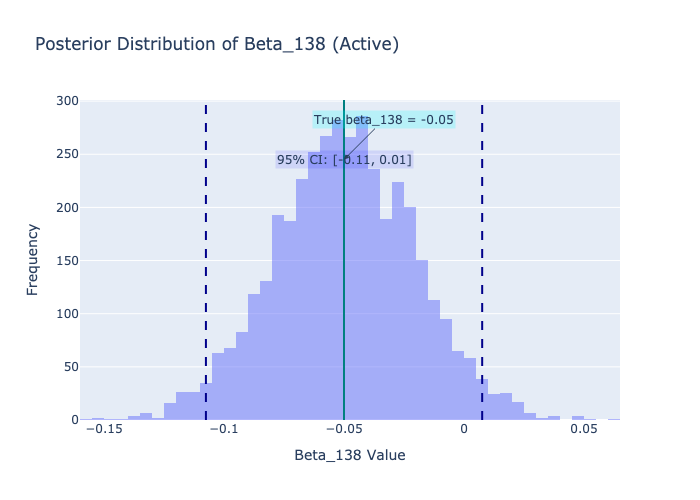 Posterior Distribution of Beta_138 (Active)
300
True beta_138 = -0.05
250
95% CI: [-0.11, 0.01]
200
Frequency
150
100
50
0
−0.15
−0.1
−0.05
0
0.05
Beta_138 Value